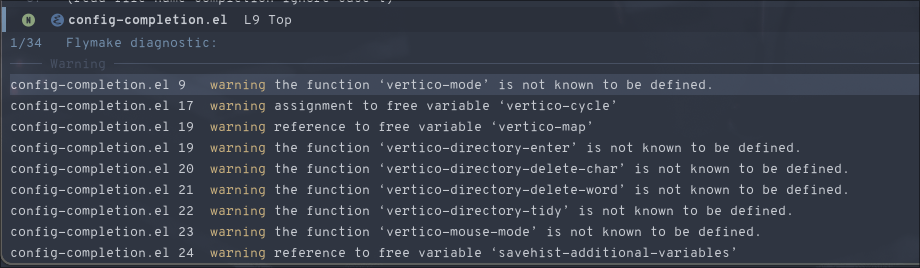 N config-completion.el L9 Top
1/34 Flymake diagnostic:
Warning
config-completion.el 9 warning the function ‘vertico-mode’ is not known to be defined.
config-completion.el 17 warning assignment to free variable ‘vertico-cycle’
config-completion.el 19 warning reference to free variable ‘vertico-map’
config-completion.el 19 warning the function ‘vertico-directory-enter’ is not known to be defined.
config-completion.el 20 warning the function ‘vertico-directory-delete-char’ is not known to be defined.
config-completion.el 21 warning the function ‘vertico-directory-delete-word’ is not known to be defined.
config-completion.el 22 warning the function ‘vertico-directory-tidy’ is not known to be defined.
config-completion.el 23 warning the function ‘vertico-mouse-mode’ is not known to be defined.
config-completion.el 24 warning reference to free variable ‘savehist-additional-variables’